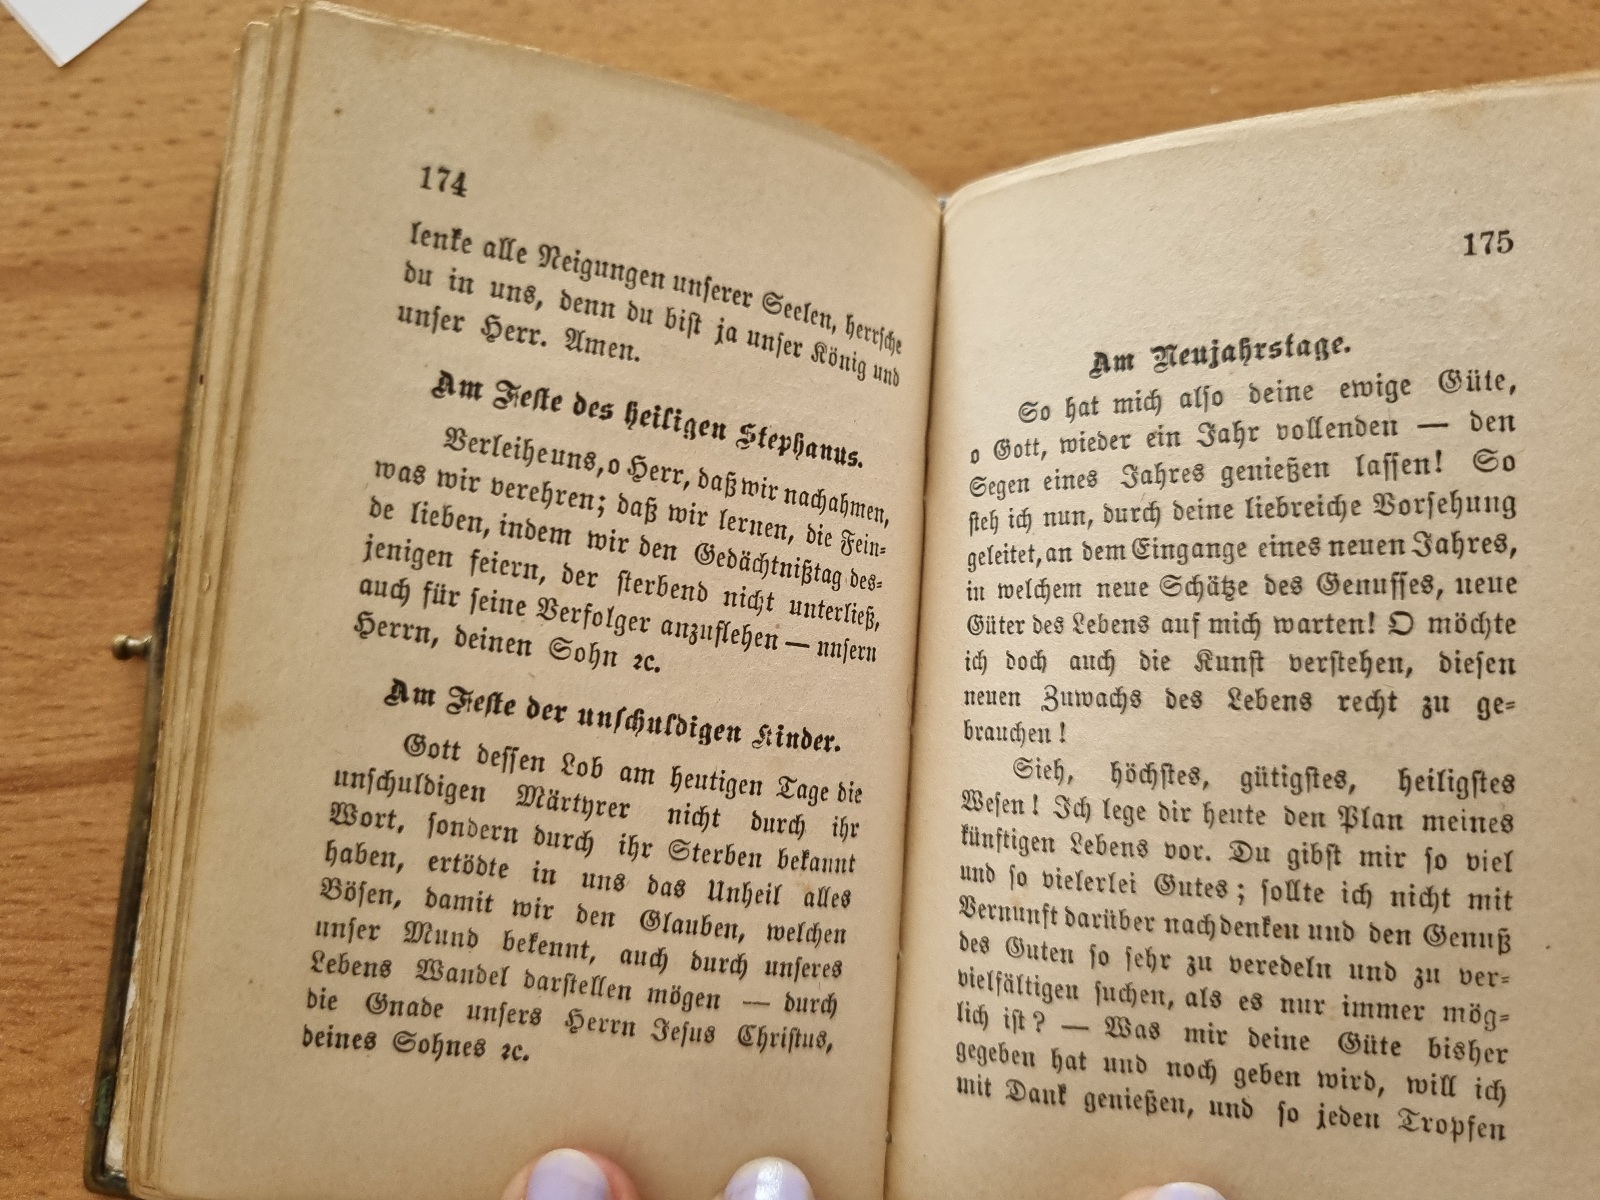 174
lenke alle Neigungen unserer Seelen, herrsche
du in uns, denn du bist ja unser König und
unser Herr. Amen.
Am Feste des heiligen Stephanus.
Verleihe uns, o Herr, daß wir nachahmen,
was wir verehren; daß wir lernen, die Fein-
de lieben, indem wir den Gedächtnißtag des-
jenigen feiern, der sterbend nicht unterließ,
auch für seine Verfolger anzuflehen — unsern
Herrn, deinen Sohn ꝛc.
Am Feste der unschuldigen Kinder.
Gott dessen Lob am heutigen Tage die
unschuldigen Märtyrer nicht durch ihr
Wort, sondern durch ihr Sterben bekannt
haben, ertödte in uns das Unheil alles
Bösen, damit wir den Glauben, welchen
unser Mund bekennt, auch durch unseres
Lebens Wandel darstellen mögen — durch
die Gnade unsers Herrn Jesus Christus,
deines Sohnes ꝛc.
175
Am Neujahrstage.
So hat mich also deine ewige Güte,
o Gott, wieder ein Jahr vollenden — den
Segen eines Jahres genießen lassen! So
steh ich nun, durch deine liebreiche Vorsehung
geleitet, an dem Eingange eines neuen Jahres,
in welchem neue Schätze des Genusses, neue
Güter des Lebens auf mich warten! O möchte
ich doch auch die Kunst verstehen, diesen
neuen Zuwachs des Lebens recht zu ge-
brauchen!
Sieh, höchstes, gütigstes, heiligstes
Wesen! Ich lege dir heute den Plan meines
künftigen Lebens vor. Du gibst mir so viel
und so vielerlei Gutes; sollte ich nicht mit
Vernunft darüber nachdenken und den Genuß
des Guten so sehr zu veredeln und zu ver-
vielfältigen suchen, als es nur immer mög-
lich ist? — Was mir deine Güte bisher
gegeben hat und noch geben wird, will ich
mit Dank genießen, und so jeden Tropfen